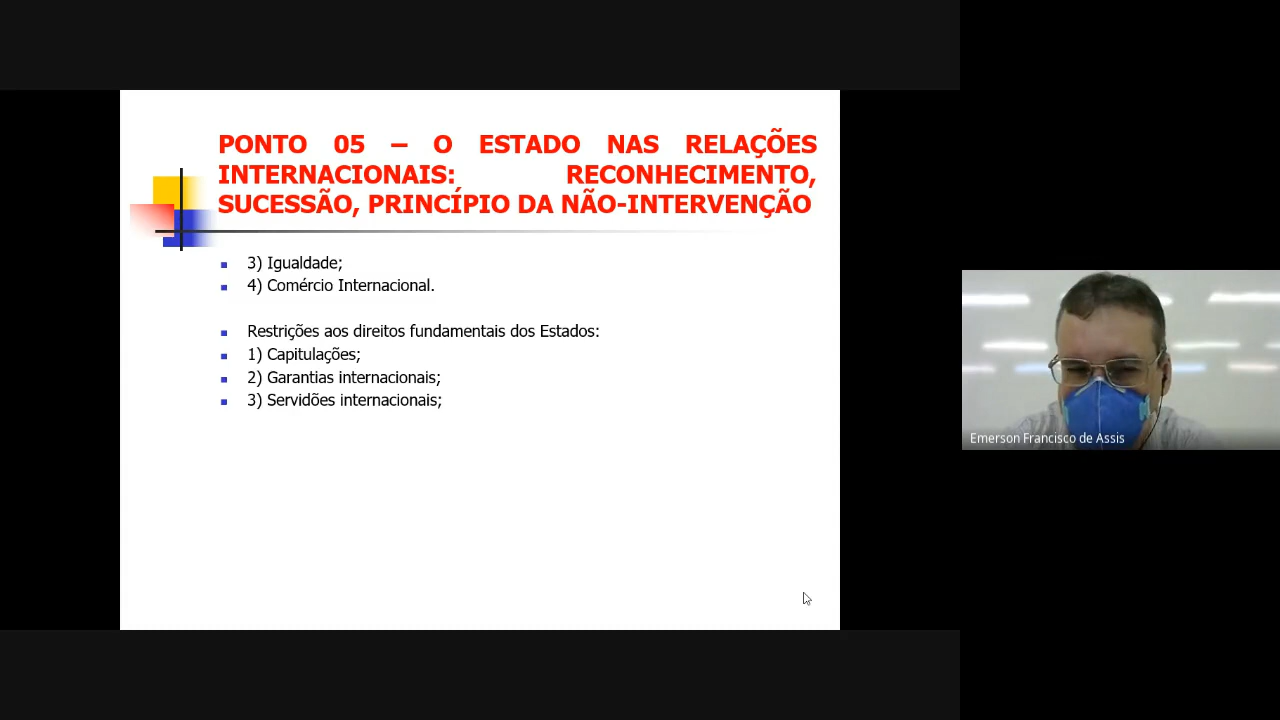 PONTO 05 – O ESTADO NAS RELAÇÕES
INTERNACIONAIS: RECONHECIMENTO,
SUCESSÃO, PRINCÍPIO DA NÃO-INTERVENÇÃO
3) Igualdade;
4) Comércio Internacional.
Restrições aos direitos fundamentais dos Estados:
1) Capitulações;
2) Garantias internacionais;
3) Servidões internacionais;
Emerson Francisco de Assis